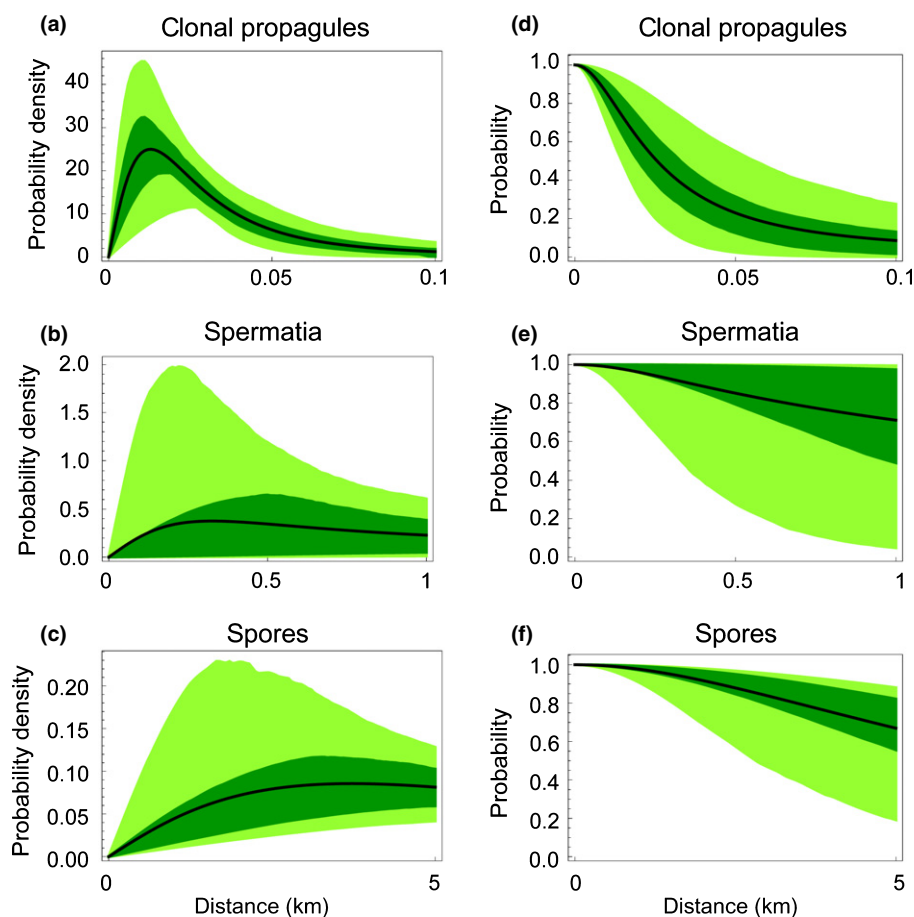 (a) Clonal propagules
Probability density
40
30
20
10
0
0 0.05 0.1
(d) Clonal propagules
Probability
1.0
0.8
0.6
0.4
0.2
0.0
0 0.05 0.1
(b) Spermatia
Probability density
2.0
1.5
1.0
0.5
0.0
0 0.5 1
(e) Spermatia
Probability
1.0
0.8
0.6
0.4
0.2
0.0
0 0.5 1
(c) Spores
Probability density
0.20
0.15
0.10
0.05
0.00
0 5
Distance (km)
(f) Spores
Probability
1.0
0.8
0.6
0.4
0.2
0.0
0 5
Distance (km)